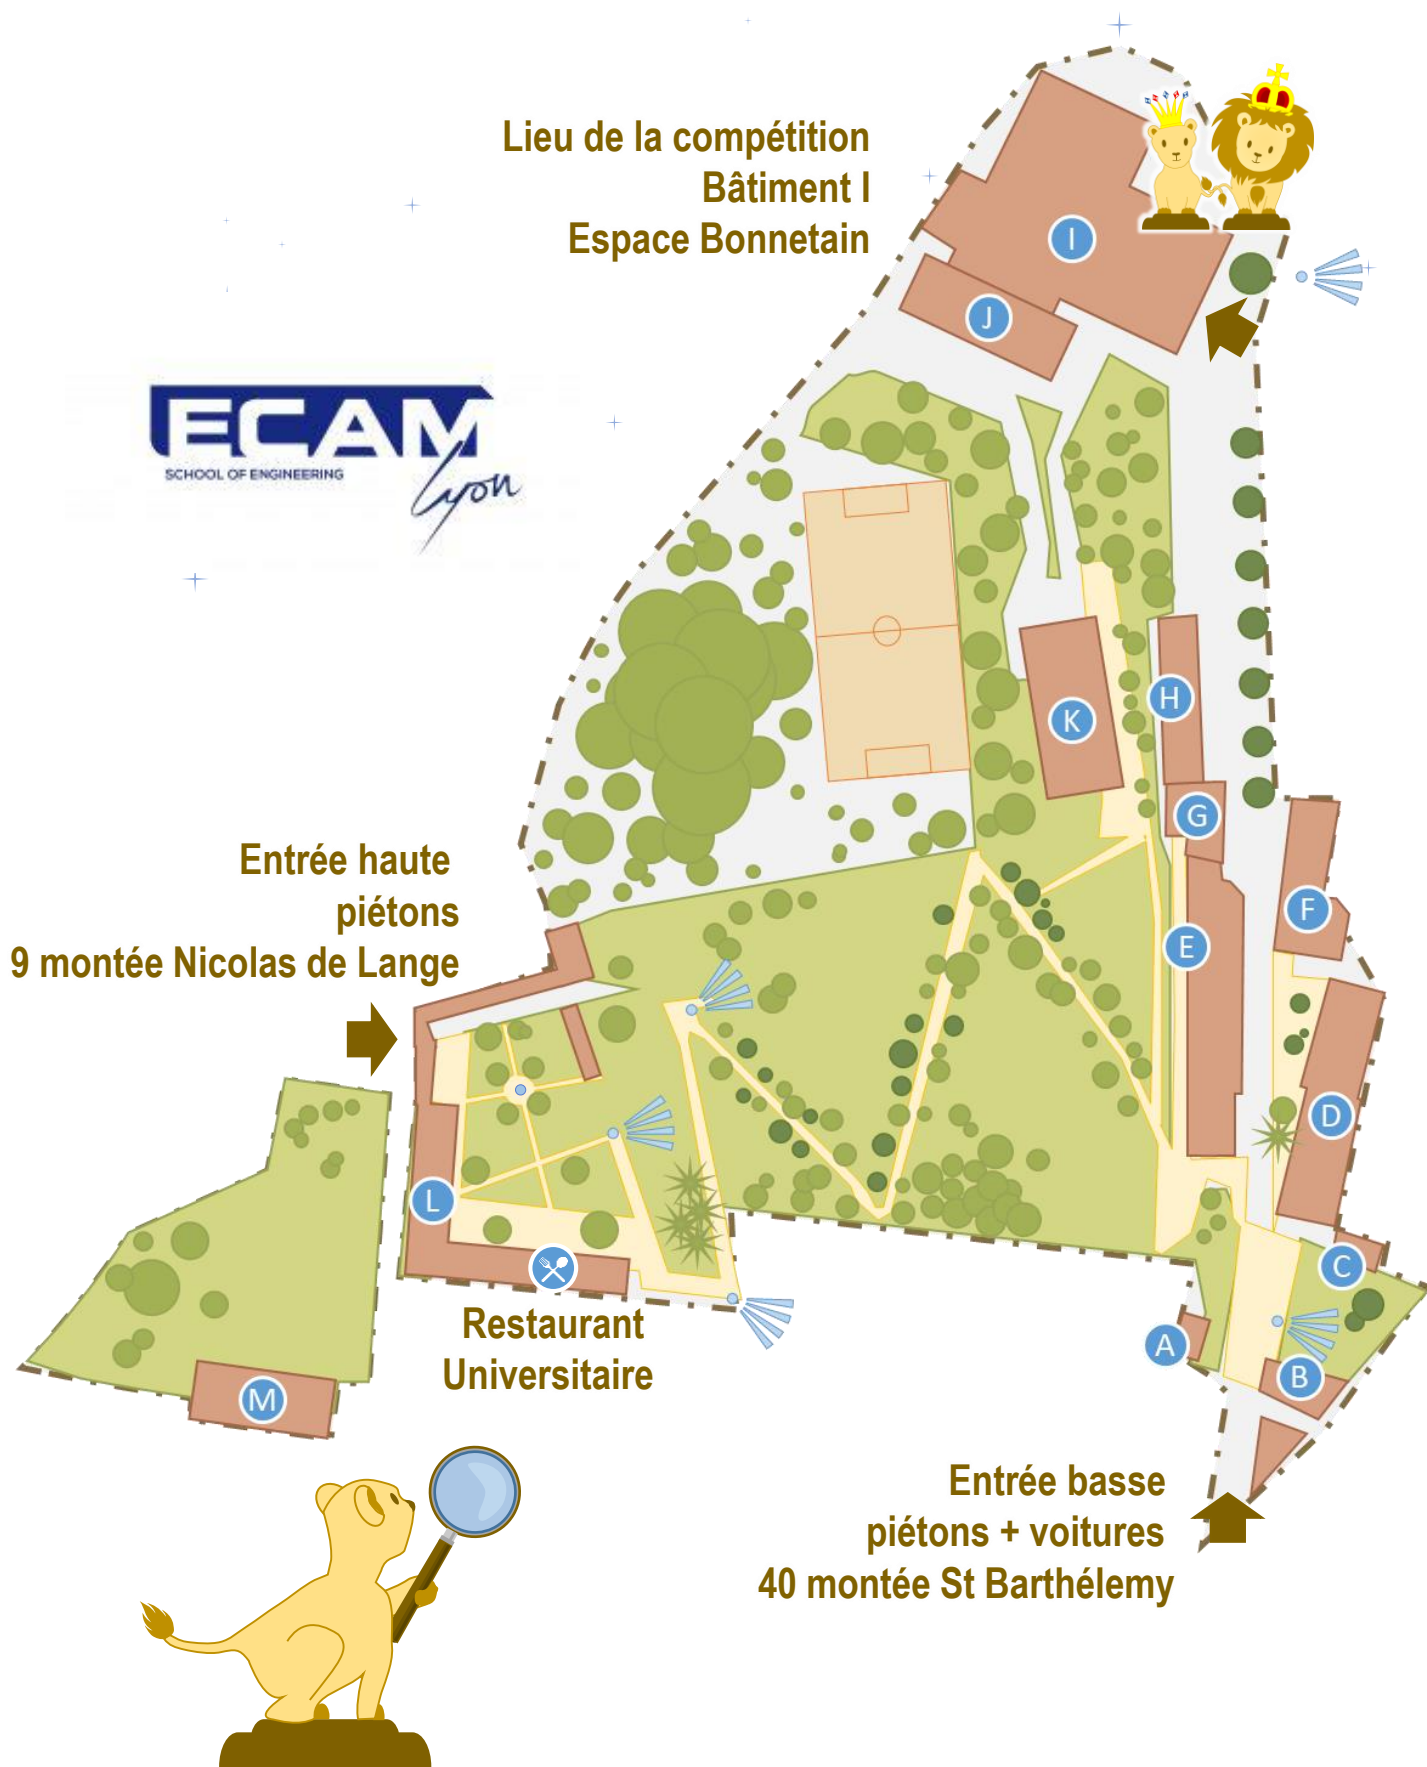 Lieu de la compétition
Bâtiment I
Espace Bonnetain
I
J
ECAM
SCHOOL OF ENGINEERING
Lyon
H
K
G
Entrée haute
piétons
9 montée Nicolas de Lange
F
E
D
L
C
Restaurant
Universitaire
A
B
M
Entrée basse
piétons + voitures
40 montée St Barthélemy